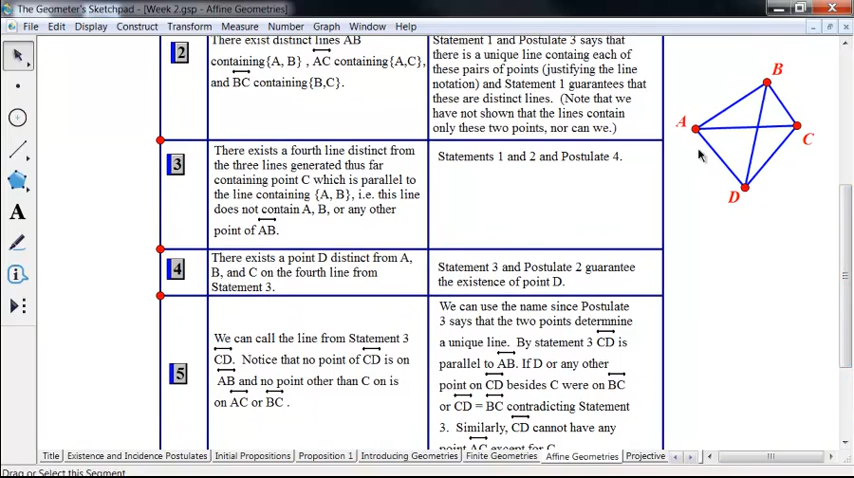 The Geometer's Sketchpad - [Week 2.gsp - Affine Geometries]
File Edit Display Construct Transform Measure Number Graph Window Help
2
There exist distinct lines AB
containing{A, B} , AC containing{A,C},
and BC containing{B,C}.
Statement 1 and Postulate 3 says that
there is a unique line containg each of
these pairs of points (justifying the line
notation) and Statement 1 guarantees that
these are distinct lines. (Note that we
have not shown that the lines contain
only these two points, nor can we.)
3
There exists a fourth line distinct from
the three lines generated thus far
containing point C which is parallel to
the line containing {A, B}, i.e. this line
does not contain A, B, or any other
point of AB.
Statements 1 and 2 and Postulate 4.
4
There exists a point D distinct from A,
B, and C on the fourth line from
Statement 3.
Statement 3 and Postulate 2 guarantee
the existence of point D.
5
We can call the line from Statement 3
CD. Notice that no point of CD is on
AB and no point other than C on is
on AC or BC .
We can use the name since Postulate
3 says that the two points determine
a unique line. By statement 3 CD is
parallel to AB. If D or any other
point on CD besides C were on BC
or CD = BC contradicting Statement
3. Similarly, CD cannot have any
point AC except for C.
B
A
C
D
Title Existence and Incidence Postulates Initial Propositions Proposition 1 Introducing Geometries Finite Geometries Affine Geometries Projective
Drag or Select this Segment